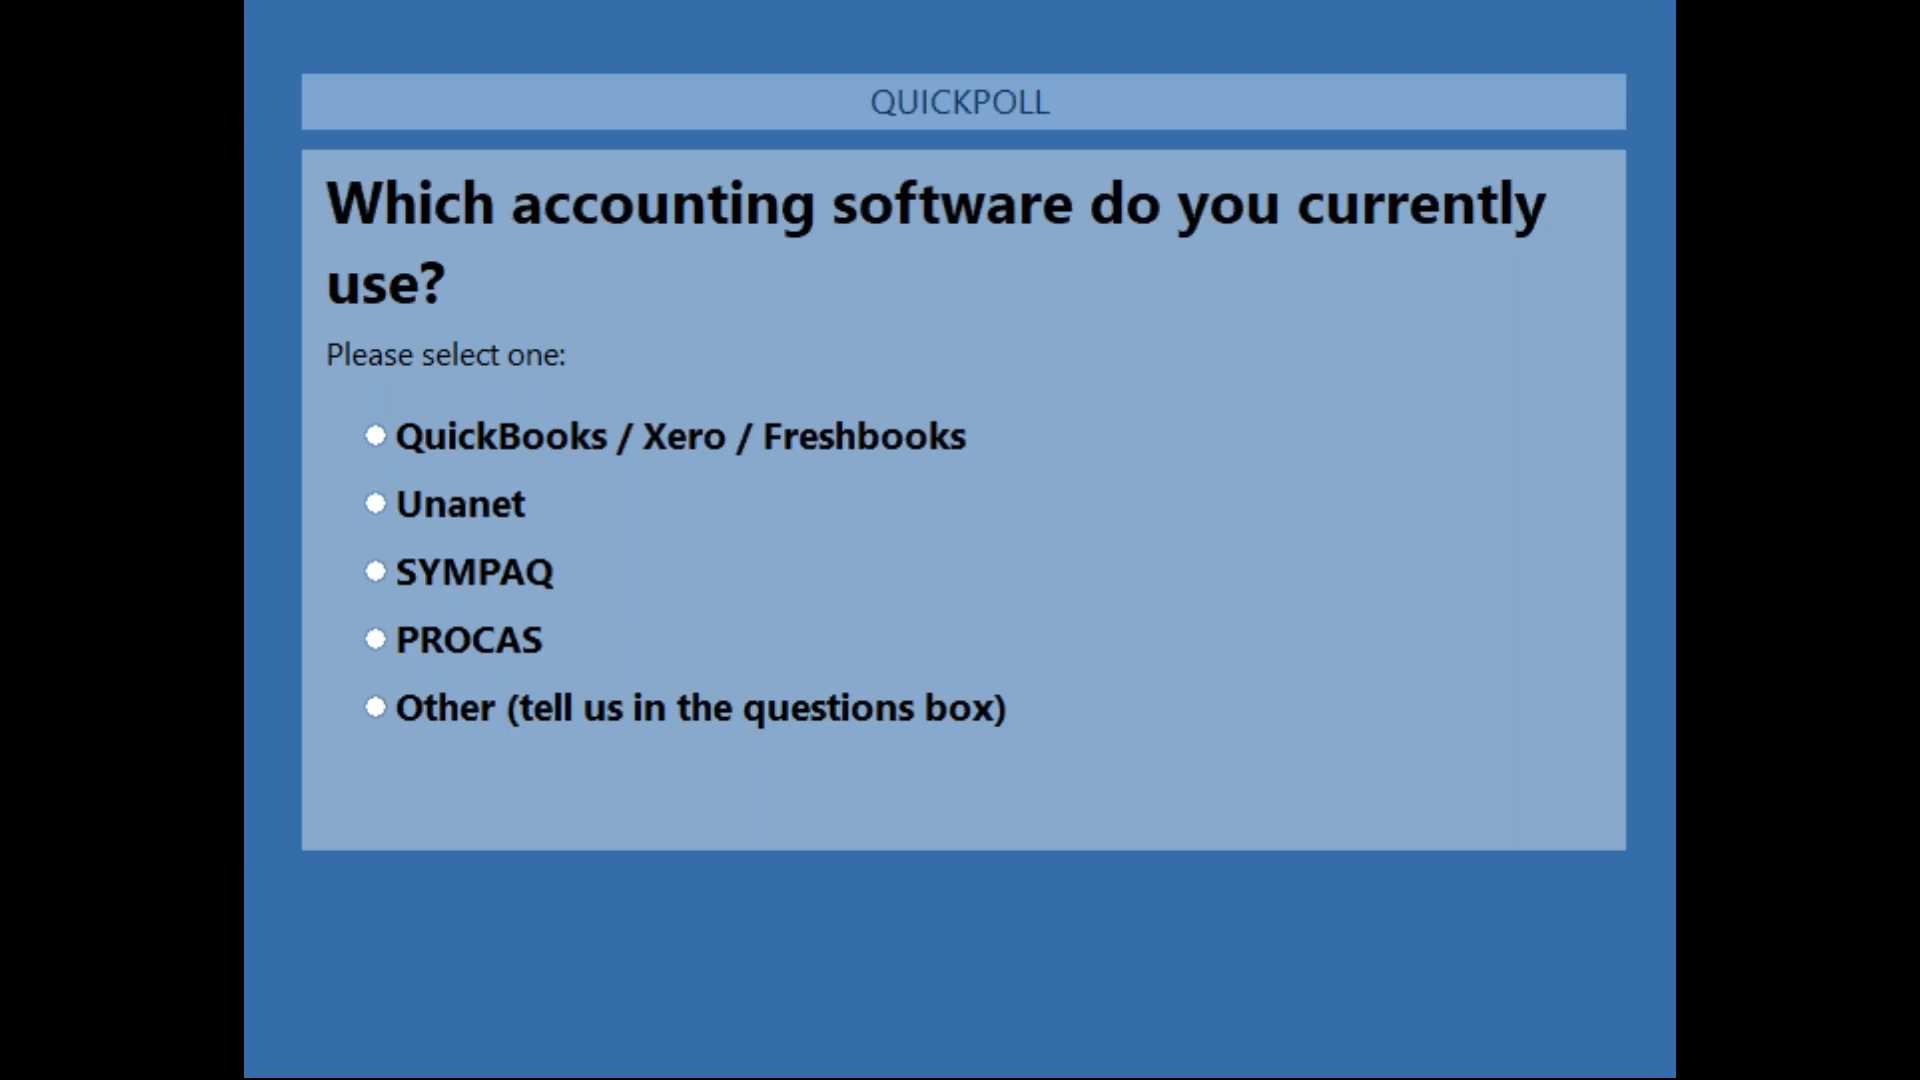 QUICKPOLL
Which accounting software do you currently
use?
Please select one:
QuickBooks / Xero / Freshbooks
Unanet
SYMPAQ
PROCAS
Other (tell us in the questions box)